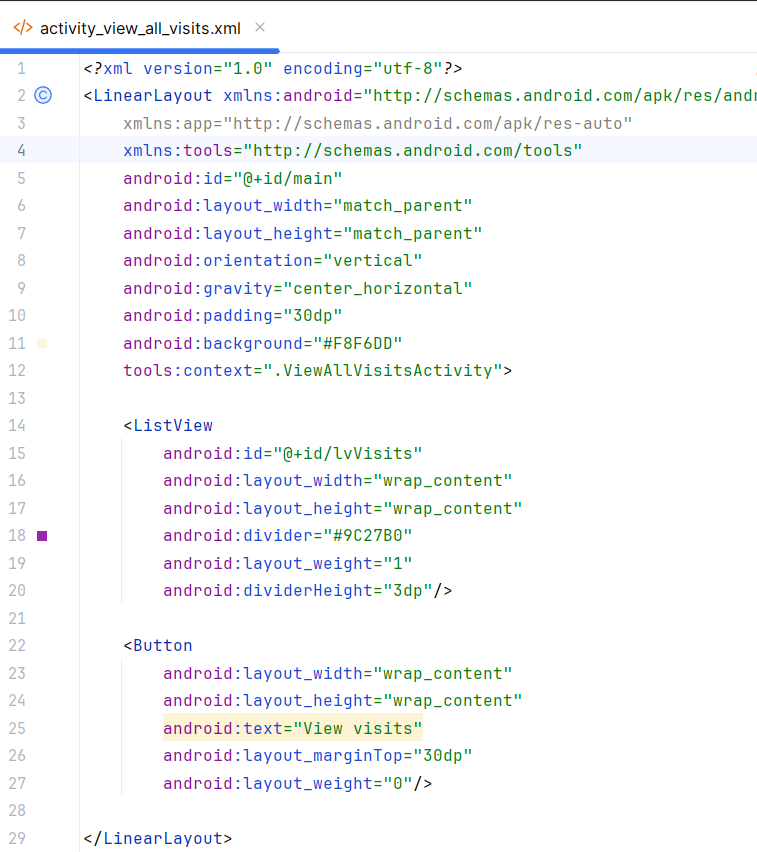 </> activity_view_all_visits.xml ×
1 <?xml version="1.0" encoding="utf-8"?>
2 © <LinearLayout xmlns:android="http://schemas.android.com/apk/res/andr
3 xmlns:app="http://schemas.android.com/apk/res-auto"
4 xmlns:tools="http://schemas.android.com/tools"
5 android:id="@+id/main"
6 android:layout_width="match_parent"
7 android:layout_height="match_parent"
8 android:orientation="vertical"
9 android:gravity="center_horizontal"
10 android:padding="30dp"
11 android:background="#F8F6DD"
12 tools:context=".ViewAllVisitsActivity">
13
14 <ListView
15 android:id="@+id/lvVisits"
16 android:layout_width="wrap_content"
17 android:layout_height="wrap_content"
18 android:divider="#9C27B0"
19 android:layout_weight="1"
20 android:dividerHeight="3dp"/>
21
22 <Button
23 android:layout_width="wrap_content"
24 android:layout_height="wrap_content"
25 android:text="View visits"
26 android:layout_marginTop="30dp"
27 android:layout_weight="0"/>
28
29 </LinearLayout>